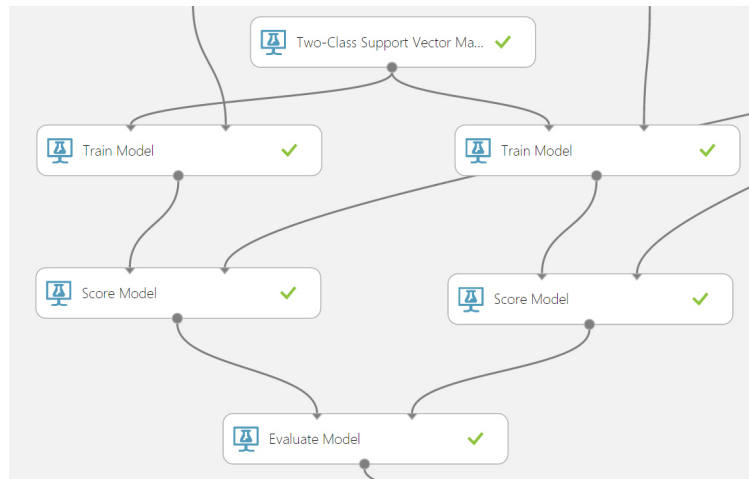 Two-Class Support Vector Ma...
Train Model
Train Model
Score Model
Score Model
Evaluate Model